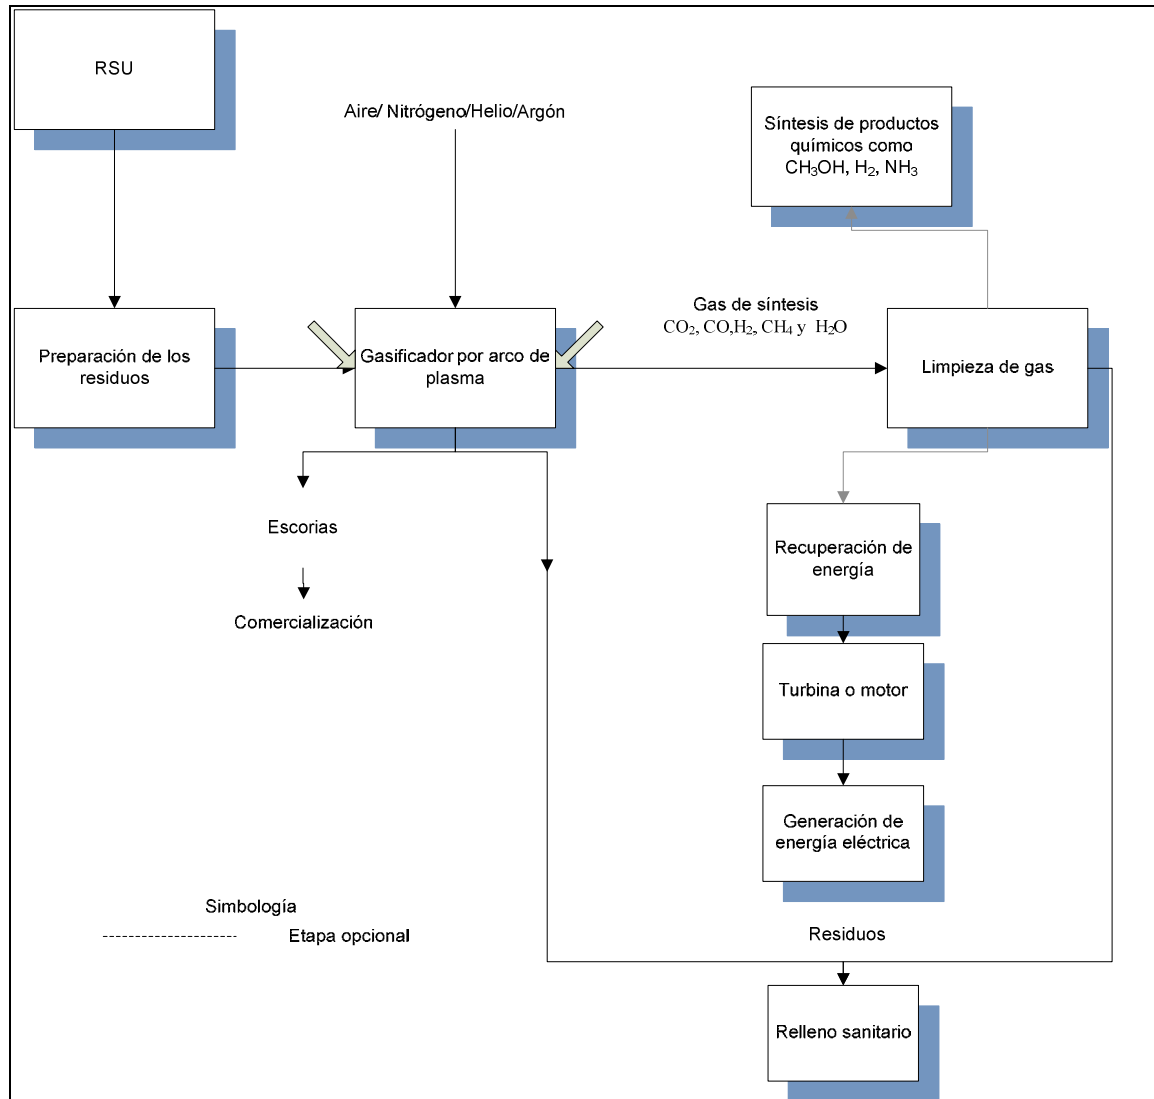 RSU
Aire/ Nitrógeno/Helio/Argón
Síntesis de productos
químicos como
CH₃OH, H₂, NH₃
Preparación de los
residuos
Gasificador por arco de
plasma
Gas de síntesis
CO₂, CO,H₂, CH₄ y H₂O
Limpieza de gas
Escorias
Comercialización
Recuperación de
energía
Turbina o motor
Generación de
energía eléctrica
Simbología
Etapa opcional
Residuos
Relleno sanitario